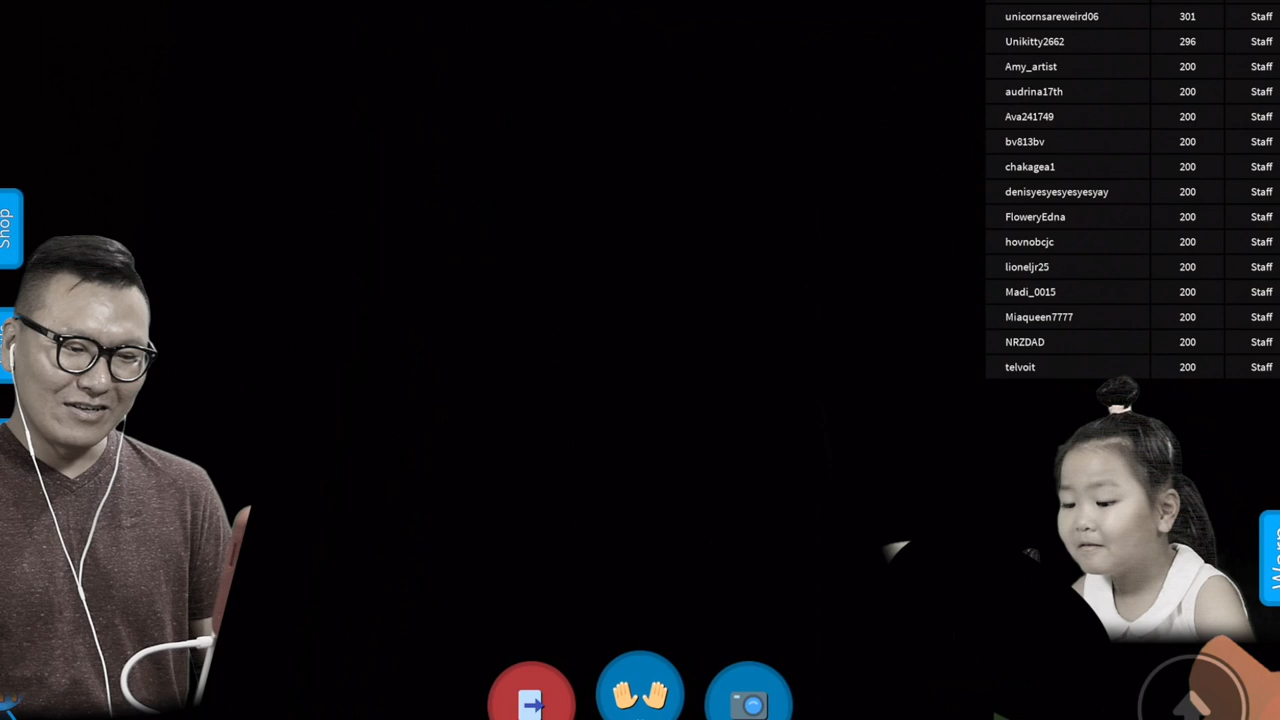 unicornsareweird06 301 Staff
Unikitty2662 296 Staff
Amy_artist 200 Staff
audrina17th 200 Staff
Ava241749 200 Staff
bv813bv 200 Staff
chakagea1 200 Staff
denisyesyesyesyesyay 200 Staff
FloweryEdna 200 Staff
hovnobcjc 200 Staff
lioneljr25 200 Staff
Madi_0015 200 Staff
Miaqueen7777 200 Staff
NRZDAD 200 Staff
telvoit 200 Staff
Shop